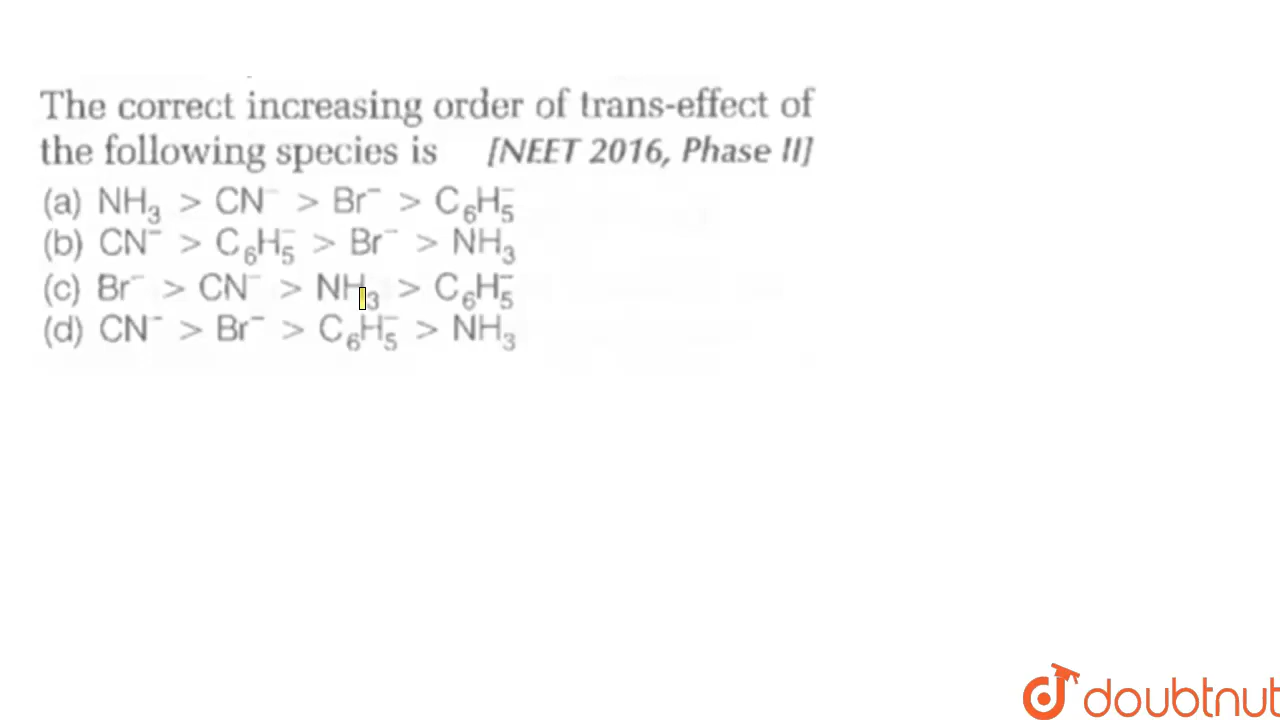 The correct increasing order of trans-effect of
the following species is [NEET 2016, Phase II]
(a) NH₃ > CN⁻ > Br⁻ > C₆H₅⁻
(b) CN⁻ > C₆H₅⁻ > Br⁻ > NH₃
(c) Br⁻ > CN⁻ > NH₃ > C₆H₅⁻
(d) CN⁻ > Br⁻ > C₆H₅⁻ > NH₃
doubtnut